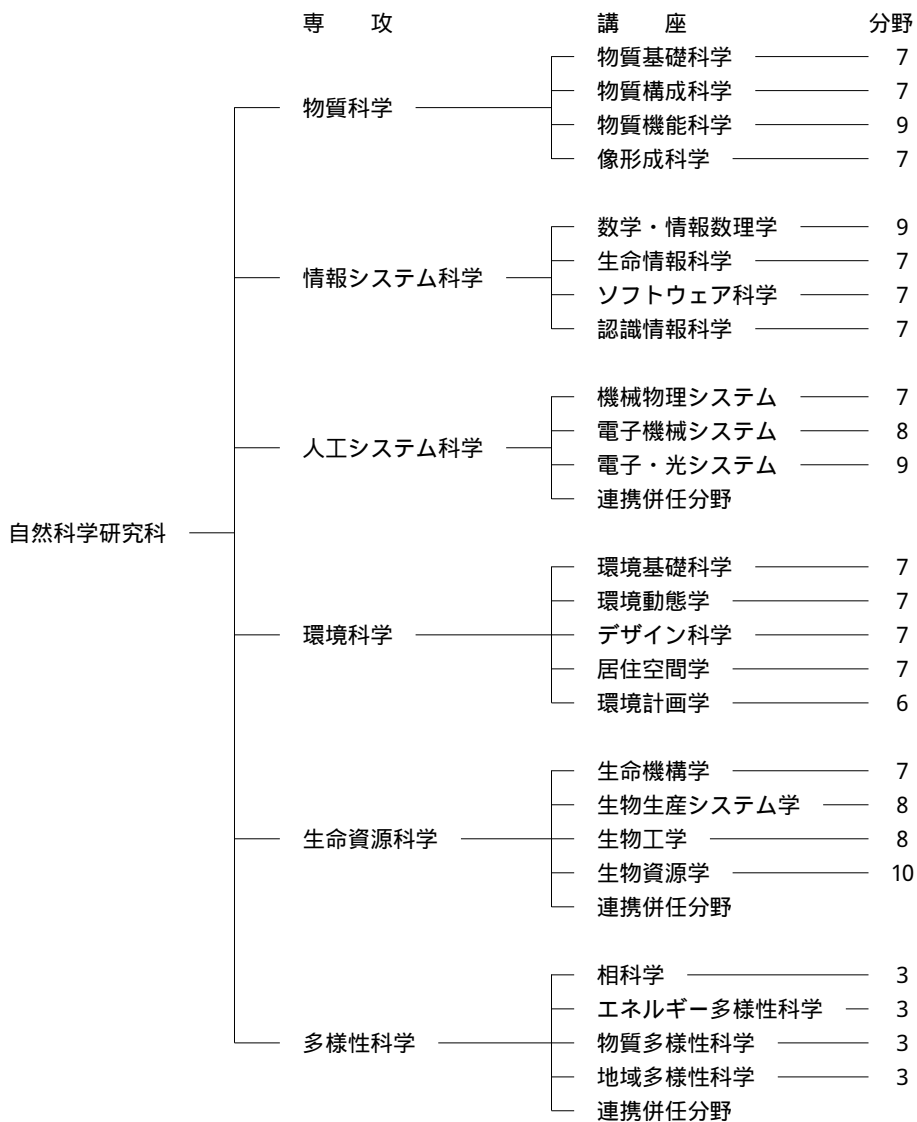 専 攻 講 座 分野
物質基礎科学 7
物質構成科学 7
物質科学
物質機能科学 9
像形成科学 7
数学・情報数理学 9
生命情報科学 7
情報システム科学
ソフトウェア科学 7
認識情報科学 7
機械物理システム 7
電子機械システム 8
人工システム科学
電子・光システム 9
連携併任分野
自然科学研究科
環境基礎科学 7
環境動態学 7
環境科学 デザイン科学 7
居住空間学 7
環境計画学 6
生命機構学 7
生物生産システム学 8
生命資源科学 生物工学 8
生物資源学 10
連携併任分野
相科学 3
エネルギー多様性科学 3
多様性科学 物質多様性科学 3
地域多様性科学 3
連携併任分野